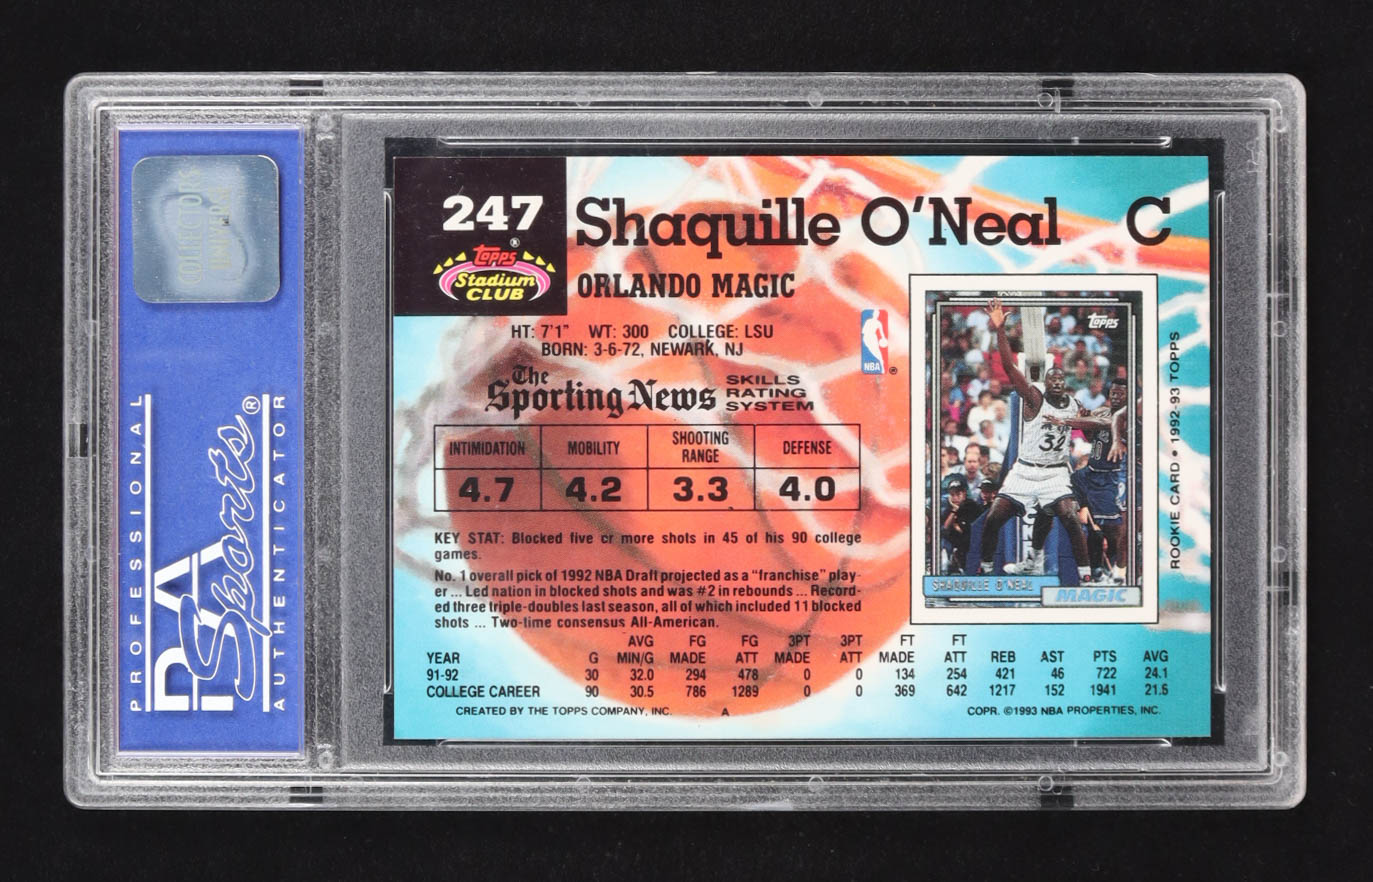 COLLECTORS
UNIVERSE
PROFESSIONAL
PSA
Sports®
AUTHENTICATOR
247
Topps®
Stadium
CLUB
Shaquille O'Neal C
ORLANDO MAGIC
HT: 7'1" WT: 300 COLLEGE: LSU
BORN: 3-6-72, NEWARK, NJ
NBA ®
The
Sporting News
SKILLS
RATING
SYSTEM
INTIMIDATION MOBILITY SHOOTING RANGE DEFENSE
4.7 4.2 3.3 4.0
KEY STAT: Blocked five or more shots in 45 of his 90 college
games.
No. 1 overall pick of 1992 NBA Draft projected as a "franchise" play-
er ... Led nation in blocked shots and was #2 in rebounds ... Record-
ed three triple-doubles last season, all of which included 11 blocked
shots ... Two-time consensus All-American.
Topps
32
SHAQUILLE O'NEAL
MAGIC
ROOKIE CARD • 1992-93 TOPPS
AVG FG FG 3PT 3PT FT FT
YEAR G MIN/G MADE ATT MADE ATT MADE ATT REB AST PTS AVG
91-92 30 32.0 294 478 0 0 134 254 421 46 722 24.1
COLLEGE CAREER 90 30.5 786 1289 0 0 369 642 1217 152 1941 21.6
CREATED BY THE TOPPS COMPANY, INC. A COPR. ©1993 NBA PROPERTIES, INC.